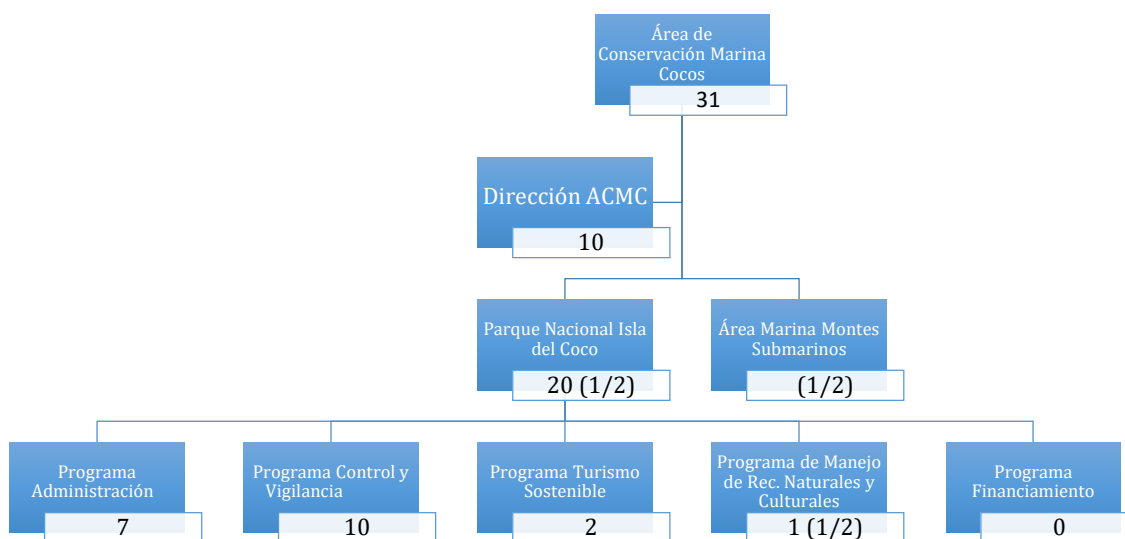 Área de
Conservación Marina
Cocos
31
Dirección ACMC
10
Parque Nacional Isla
del Coco
20 (1/2)
Área Marina Montes
Submarinos
(1/2)
Programa
Administración
7
Programa Control y
Vigilancia
10
Programa Turismo
Sostenible
2
Programa de Manejo
de Rec. Naturales y
Culturales
1 (1/2)
Programa
Financiamiento
0